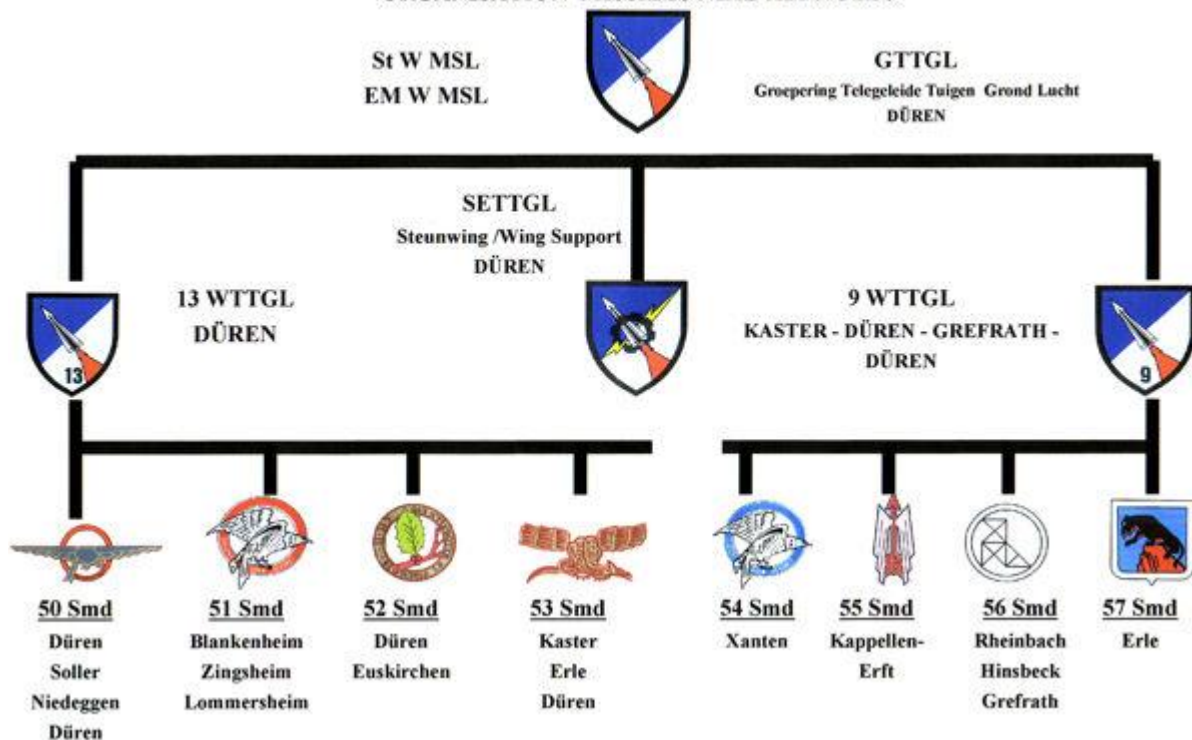 St W MSL
EM W MSL
GTTGL
Groepering Telegeleide Tuigen Grond Lucht
DÜREN
SETTGL
Steunwing /Wing Support
DÜREN
13 WTTGL
DÜREN
13
9 WTTGL
KASTER - DÜREN - GREFRATH -
DÜREN
9
50 Smd
Düren
Soller
Niedeggen
Düren
51 Smd
Blankenheim
Zingsheim
Lommersheim
52 Smd
Düren
Euskirchen
53 Smd
Kaster
Erle
Düren
54 Smd
Xanten
55 Smd
Kappellen-
Erft
56 Smd
Rheinbach
Hinsbeck
Grefrath
57 Smd
Erle